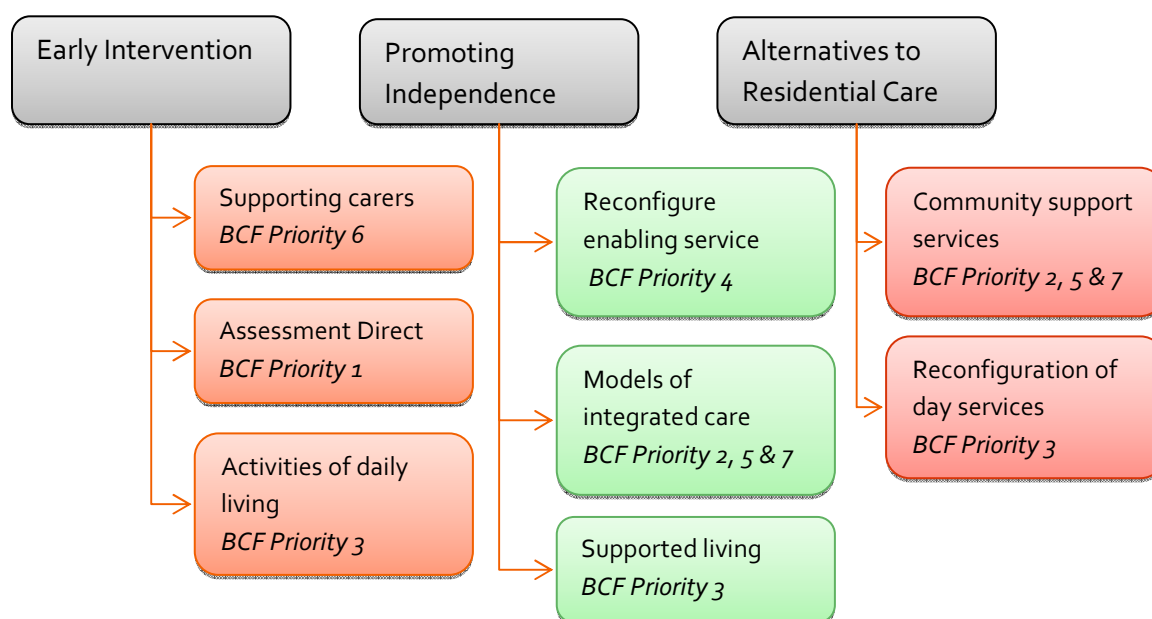 Early Intervention
Supporting carers
BCF Priority 6
Assessment Direct
BCF Priority 1
Activities of daily
living
BCF Priority 3
Promoting
Independence
Reconfigure
enabling service
BCF Priority 4
Models of
integrated care
BCF Priority 2, 5 & 7
Supported living
BCF Priority 3
Alternatives to
Residential Care
Community support
services
BCF Priority 2, 5 & 7
Reconfiguration of
day services
BCF Priority 3